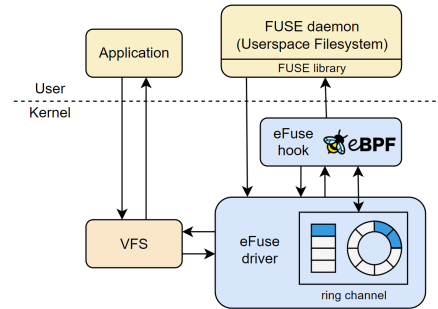 Application
FUSE daemon
(Userspace Filesystem)
FUSE library
User
Kernel
eFuse
hook
eBPF
VFS
eFuse
driver
ring channel